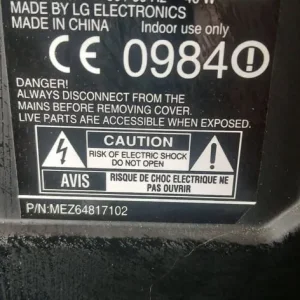 MADE BY LG ELECTRONICS
MADE IN CHINA Indoor use only
CE 0984
DANGER!
ALWAYS DISCONNECT FROM THE
MAINS BEFORE REMOVING COVER.
LIVE PARTS ARE ACCESSIBLE WHEN EXPOSED.
CAUTION
RISK OF ELECTRIC SHOCK
DO NOT OPEN
AVIS
RISQUE DE CHOC ELECTRIQUE NE
PAS OUVRIR
P/N:MEZ64817102